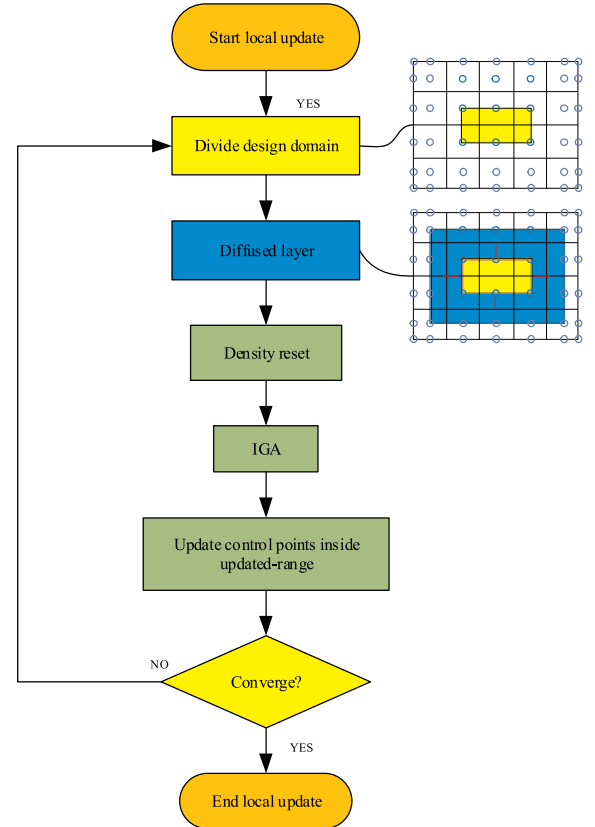 Start local update
YES
Divide design domain
Diffused layer
Density reset
IGA
Update control points inside
updated-range
NO
Converge?
YES
End local update